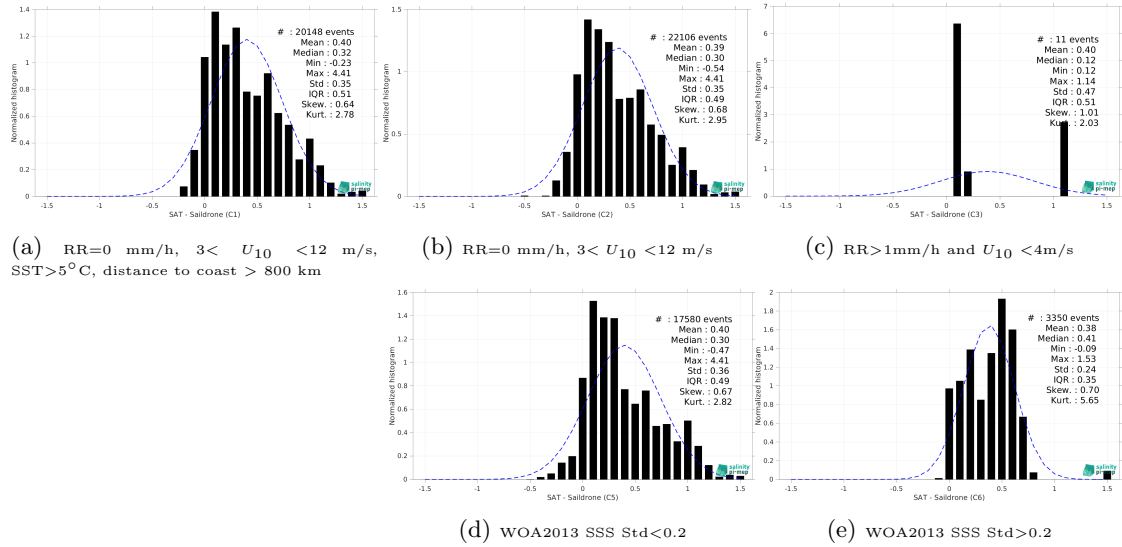 Normalized histogram
1.4
1.2
1
0.8
0.6
0.4
0.2
0
-1.5 -1 -0.5 0 0.5 1 1.5
SAT - Saildrone (C1)
# : 20148 events
Mean : 0.40
Median : 0.32
Min : -0.23
Max : 4.41
Std : 0.35
IQR : 0.51
Skew. : 0.64
Kurt. : 2.78
salinity
pi-mep
(a) RR=0 mm/h, 3< U10 <12 m/s,
SST>5°C, distance to coast > 800 km
Normalized histogram
1.5
1
0.5
0
-1.5 -1 -0.5 0 0.5 1 1.5
SAT - Saildrone (C2)
# : 22106 events
Mean : 0.39
Median : 0.30
Min : -0.54
Max : 4.41
Std : 0.35
IQR : 0.49
Skew. : 0.68
Kurt. : 2.95
salinity
pi-mep
(b) RR=0 mm/h, 3< U10 <12 m/s
Normalized histogram
7
6
5
4
3
2
1
0
-1.5 -1 -0.5 0 0.5 1 1.5
SAT - Saildrone (C3)
# : 11 events
Mean : 0.40
Median : 0.12
Min : 0.12
Max : 1.14
Std : 0.47
IQR : 0.51
Skew. : 1.01
Kurt. : 2.03
salinity
pi-mep
(c) RR>1mm/h and U10 <4m/s
Normalized histogram
1.6
1.4
1.2
1
0.8
0.6
0.4
0.2
0
-1.5 -1 -0.5 0 0.5 1 1.5
SAT - Saildrone (C5)
# : 17580 events
Mean : 0.40
Median : 0.30
Min : -0.47
Max : 4.41
Std : 0.36
IQR : 0.49
Skew. : 0.67
Kurt. : 2.82
salinity
pi-mep
(d) WOA2013 SSS Std<0.2
Normalized histogram
2
1.8
1.6
1.4
1.2
1
0.8
0.6
0.4
0.2
0
-1.5 -1 -0.5 0 0.5 1 1.5
SAT - Saildrone (C6)
# : 3350 events
Mean : 0.38
Median : 0.41
Min : -0.09
Max : 1.53
Std : 0.24
IQR : 0.35
Skew. : 0.70
Kurt. : 5.65
salinity
pi-mep
(e) WOA2013 SSS Std>0.2